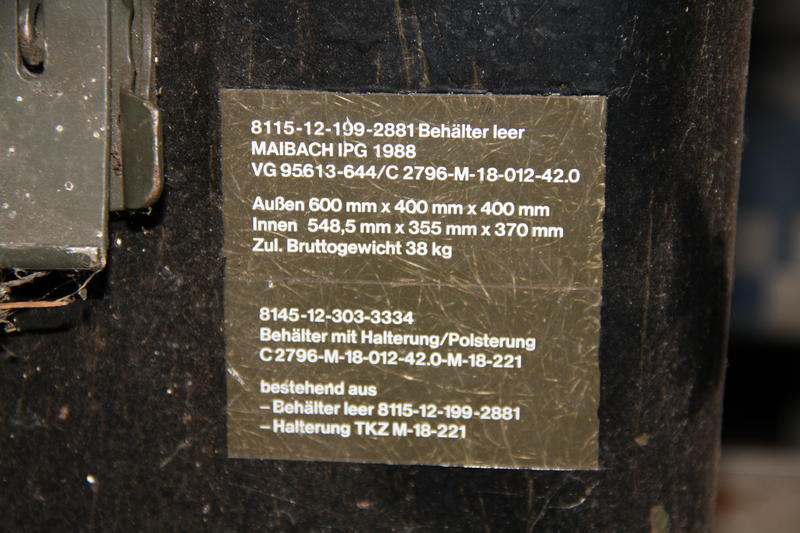 8115-12-199-2881 Behälter leer
MAIBACH IPG 1988
VG 95613-644/C 2796-M-18-012-42.0
Außen 600 mm x 400 mm x 400 mm
Innen 548,5 mm x 355 mm x 370 mm
Zul. Bruttogewicht 38 kg
8145-12-303-3334
Behälter mit Halterung/Polsterung
C 2796-M-18-012-42.0-M-18-221
bestehend aus
– Behälter leer 8115-12-199-2881
– Halterung TKZ M-18-221